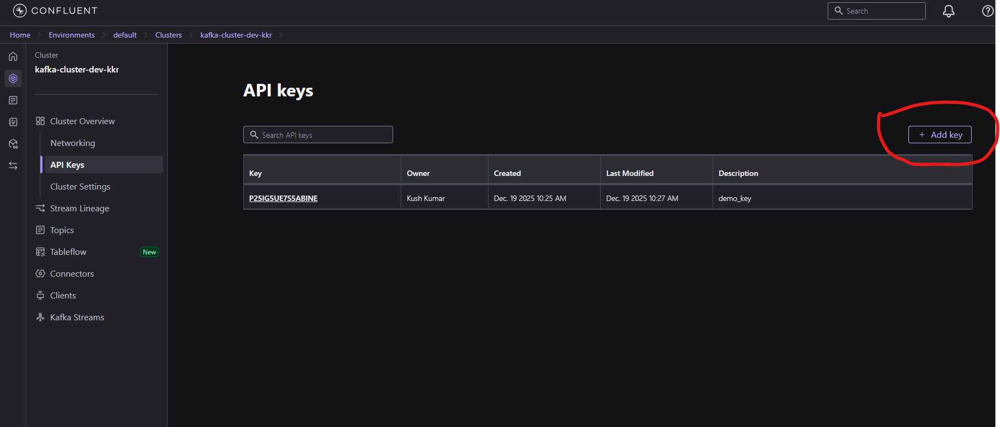 CONFLUENT
Search
Home Environments default Clusters kafka-cluster-dev-kkr
Cluster
kafka-cluster-dev-kkr
Cluster Overview
Networking
API Keys
Cluster Settings
Stream Lineage
Topics
Tableflow New
Connectors
Clients
Kafka Streams
API keys
Search API keys
+ Add key
Key Owner Created Last Modified Description
P25IG5UE7S5ABINE Kush Kumar Dec. 19 2025 10:25 AM Dec. 19 2025 10:27 AM demo_key